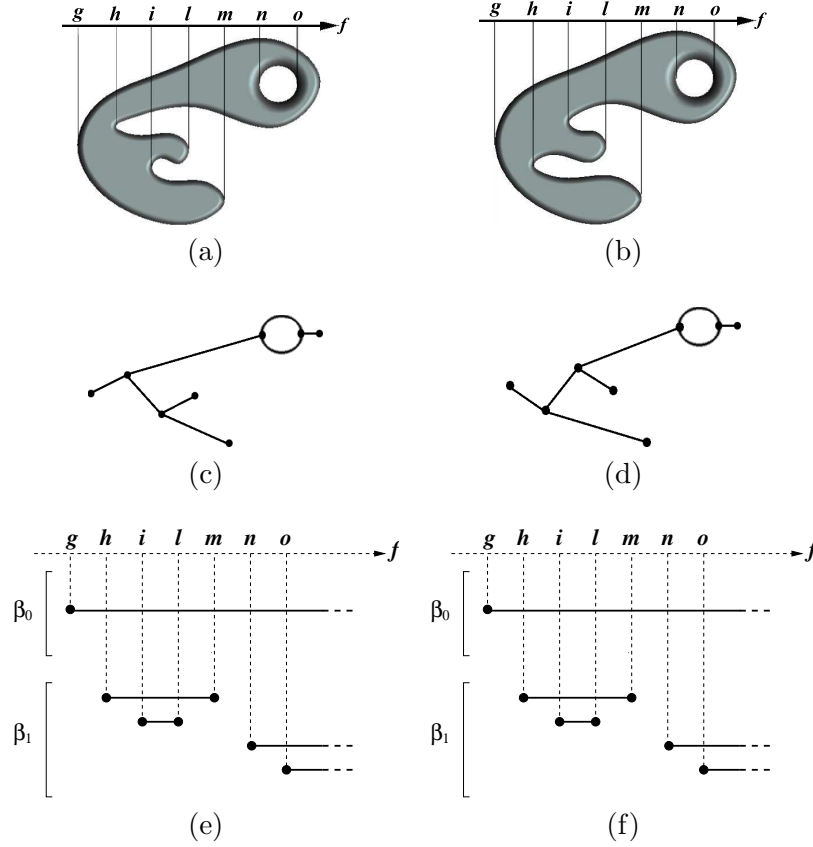 g h i l m n o f
g h i l m n o f
(a)
(b)
(c)
(d)
g h i l m n o f
g h i l m n o f
β₀
β₀
β₁
β₁
(e)
(f)